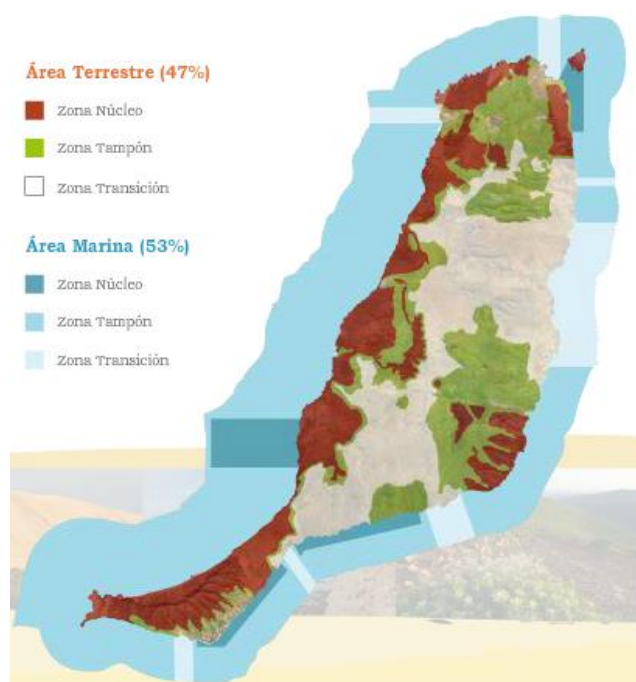 Área Terrestre (47%)
Zona Núcleo
Zona Tampón
Zona Transición
Área Marina (53%)
Zona Núcleo
Zona Tampón
Zona Transición